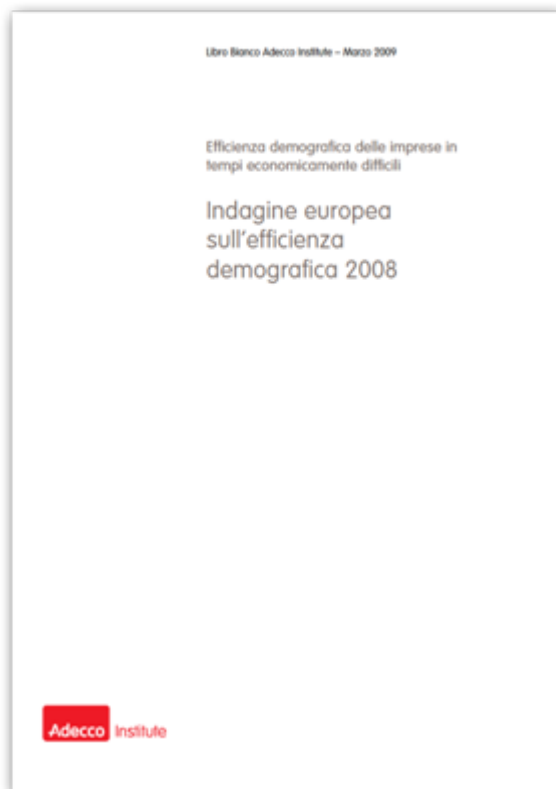 Libro Bianco Adecco Institute – Marzo 2009
Efficienza demografica delle imprese in
tempi economicamente difficili
Indagine europea
sull'efficienza
demografica 2008
Adecco Institute